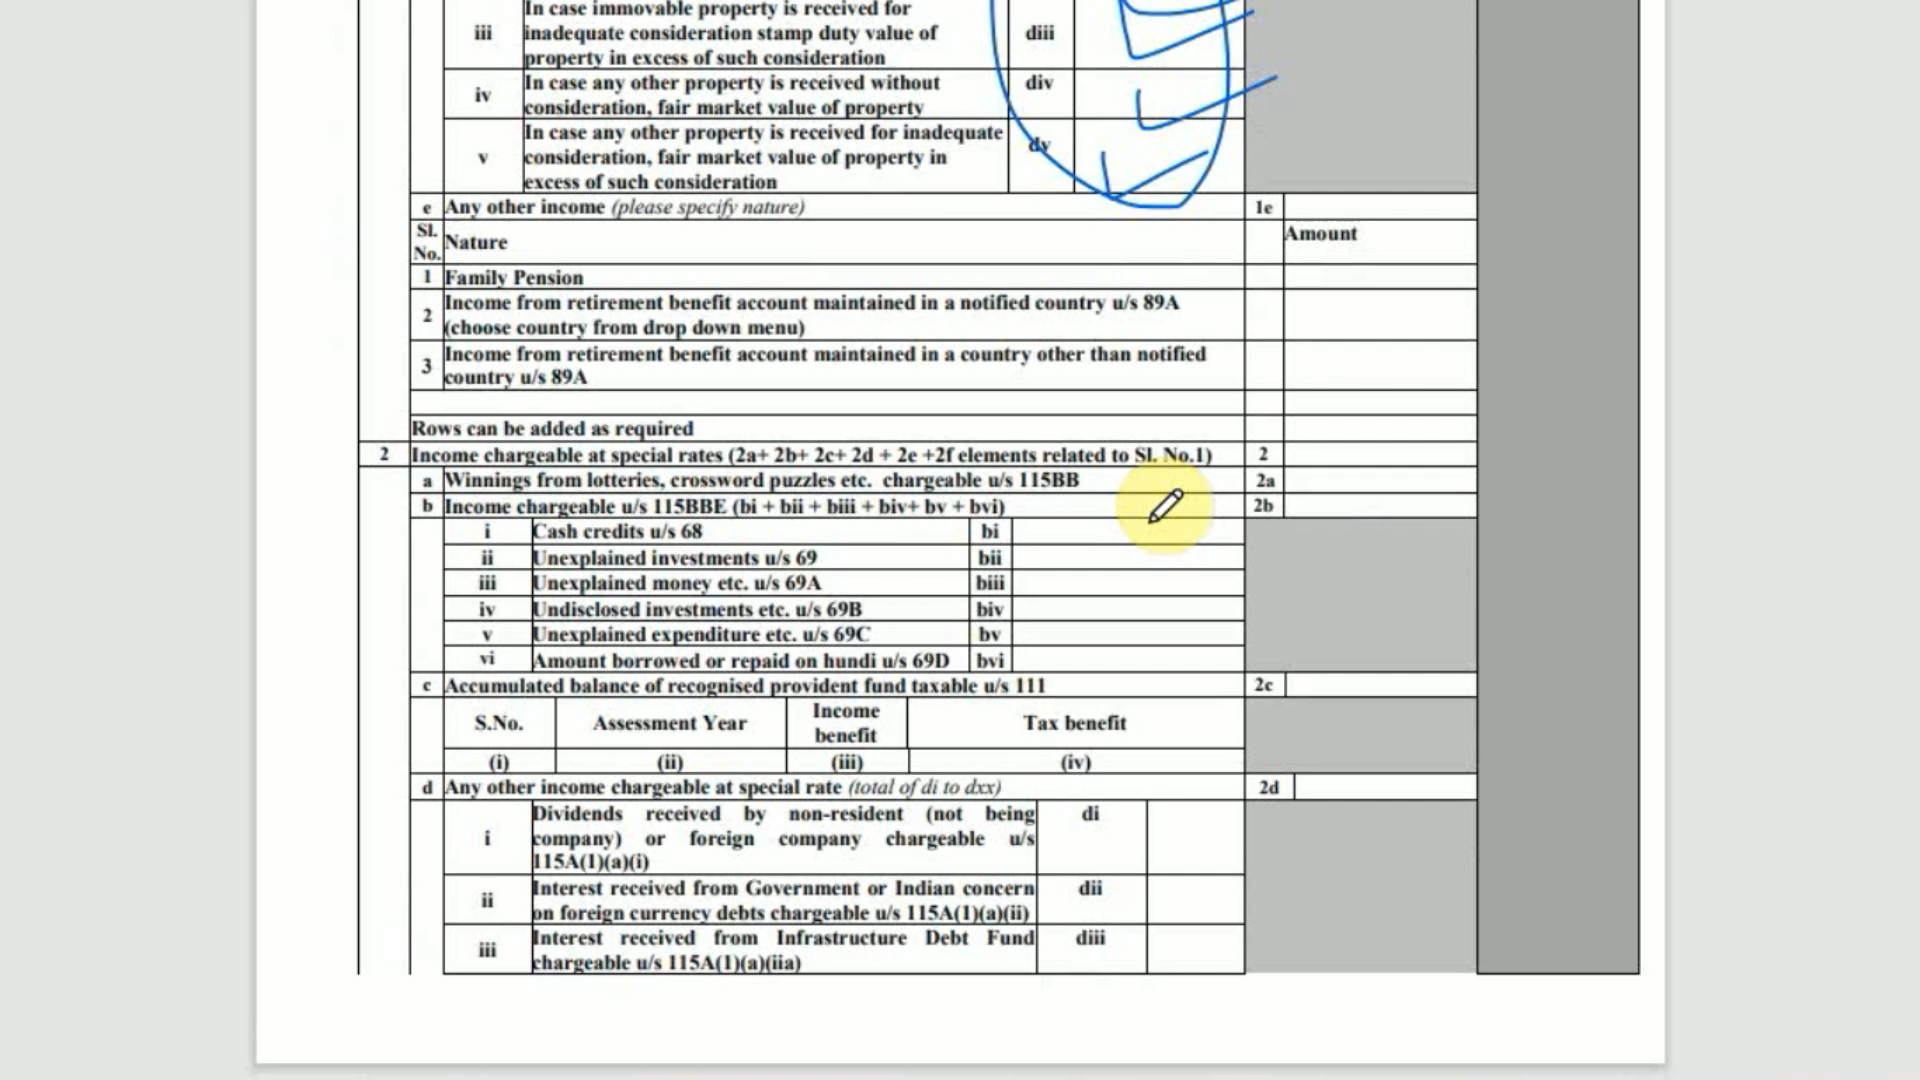 In case immovable property is received for
iii inadequate consideration stamp duty value of diii
property in excess of such consideration
iv In case any other property is received without div
consideration, fair market value of property
In case any other property is received for inadequate
v consideration, fair market value of property in dv
excess of such consideration
e Any other income (please specify nature) 1e
Sl. No. Nature Amount
1 Family Pension
2 Income from retirement benefit account maintained in a notified country u/s 89A
(choose country from drop down menu)
3 Income from retirement benefit account maintained in a country other than notified
country u/s 89A
Rows can be added as required
2 Income chargeable at special rates (2a+ 2b+ 2c+ 2d + 2e +2f elements related to Sl. No.1) 2
a Winnings from lotteries, crossword puzzles etc. chargeable u/s 115BB 2a
b Income chargeable u/s 115BBE (bi + bii + biii + biv+ bv + bvi) 2b
i Cash credits u/s 68 bi
ii Unexplained investments u/s 69 bii
iii Unexplained money etc. u/s 69A biii
iv Undisclosed investments etc. u/s 69B biv
v Unexplained expenditure etc. u/s 69C bv
vi Amount borrowed or repaid on hundi u/s 69D bvi
c Accumulated balance of recognised provident fund taxable u/s 111 2c
S.No. Assessment Year Income benefit Tax benefit
(i) (ii) (iii) (iv)
d Any other income chargeable at special rate (total of di to dxx) 2d
Dividends received by non-resident (not being di
i company) or foreign company chargeable u/s
115A(1)(a)(i)
ii Interest received from Government or Indian concern dii
on foreign currency debts chargeable u/s 115A(1)(a)(ii)
iii Interest received from Infrastructure Debt Fund diii
chargeable u/s 115A(1)(a)(iia)